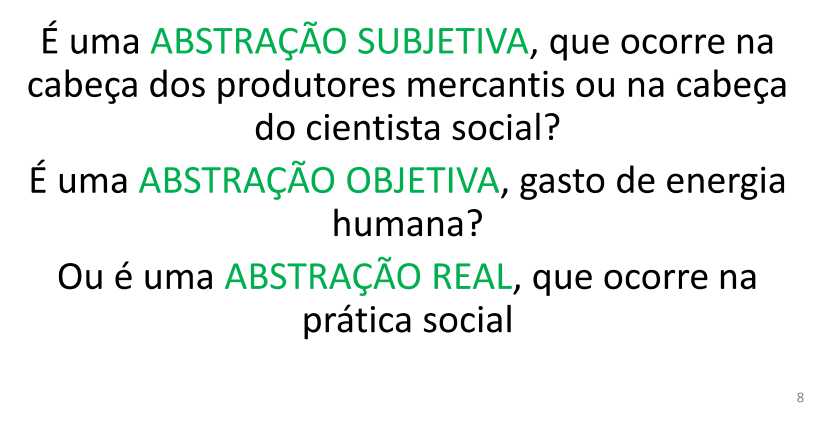 É uma ABSTRAÇÃO SUBJETIVA, que ocorre na
cabeça dos produtores mercantis ou na cabeça
do cientista social?
É uma ABSTRAÇÃO OBJETIVA, gasto de energia
humana?
Ou é uma ABSTRAÇÃO REAL, que ocorre na
prática social
8